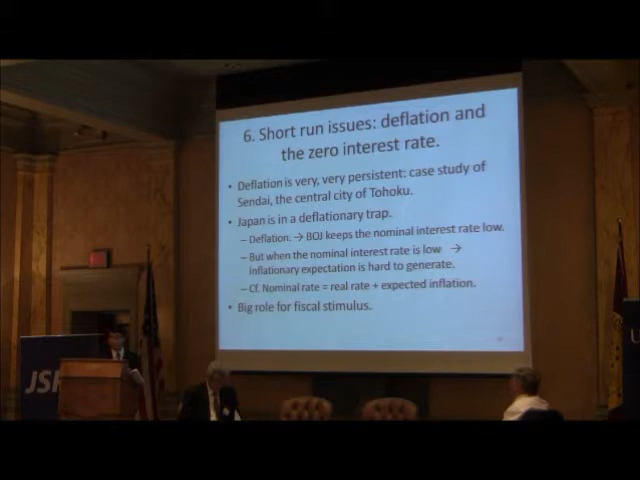 6. Short run issues: deflation and
the zero interest rate.
• Deflation is very, very persistent: case study of
Sendai, the central city of Tohoku.
• Japan is in a deflationary trap.
– Deflation. → BOJ keeps the nominal interest rate low.
– But when the nominal interest rate is low →
inflationary expectation is hard to generate.
– Cf. Nominal rate = real rate + expected inflation.
• Big role for fiscal stimulus.